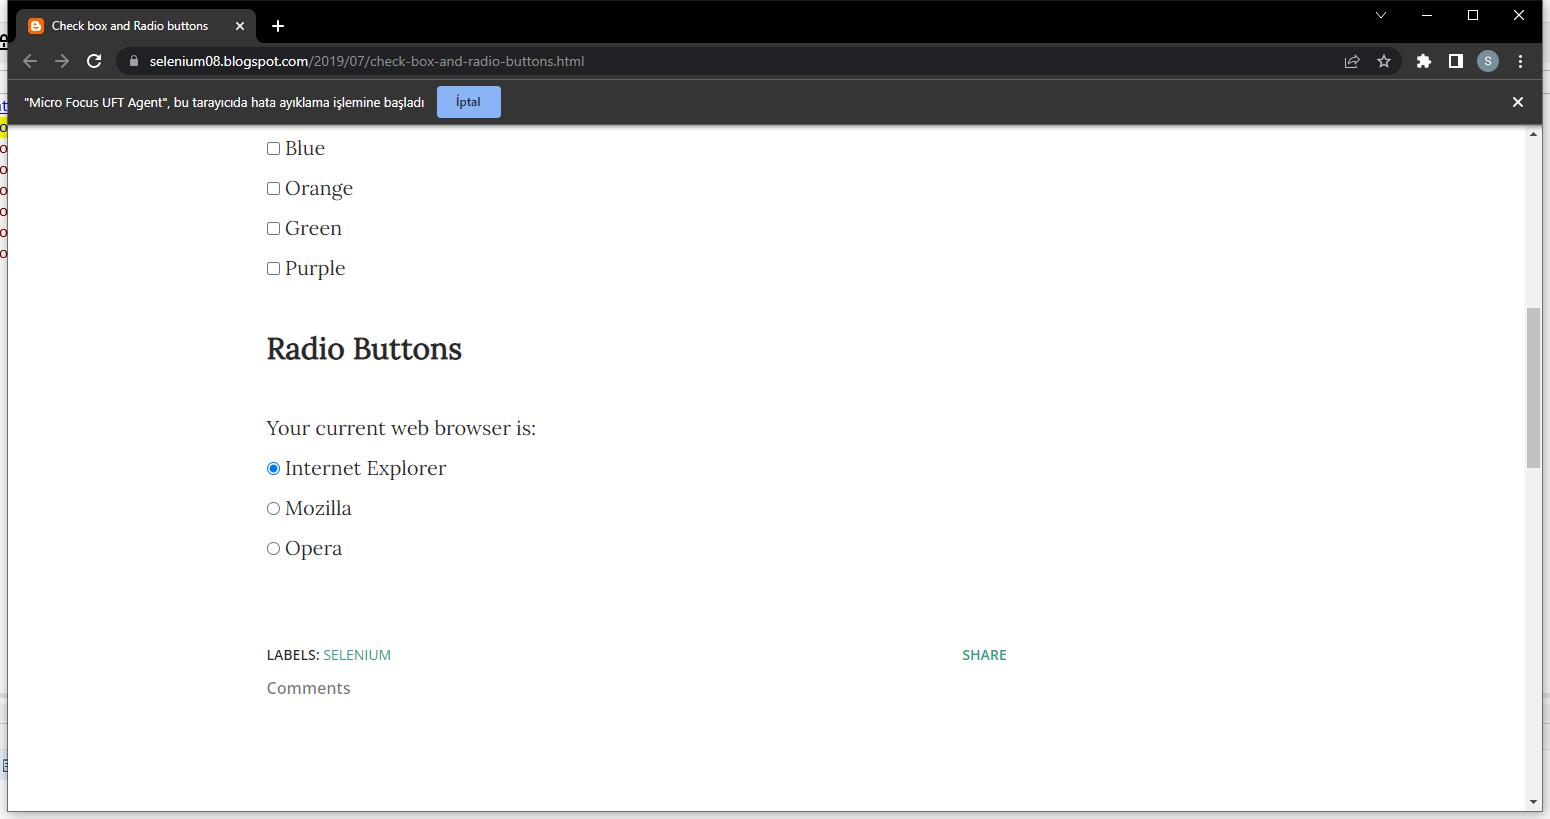 Check box and Radio buttons
selenium08.blogspot.com/2019/07/check-box-and-radio-buttons.html
S
"Micro Focus UFT Agent", bu tarayıcıda hata ayıklama işlemine başladı
İptal
Blue
Orange
Green
Purple
Radio Buttons
Your current web browser is:
Internet Explorer
Mozilla
Opera
LABELS: SELENIUM
SHARE
Comments